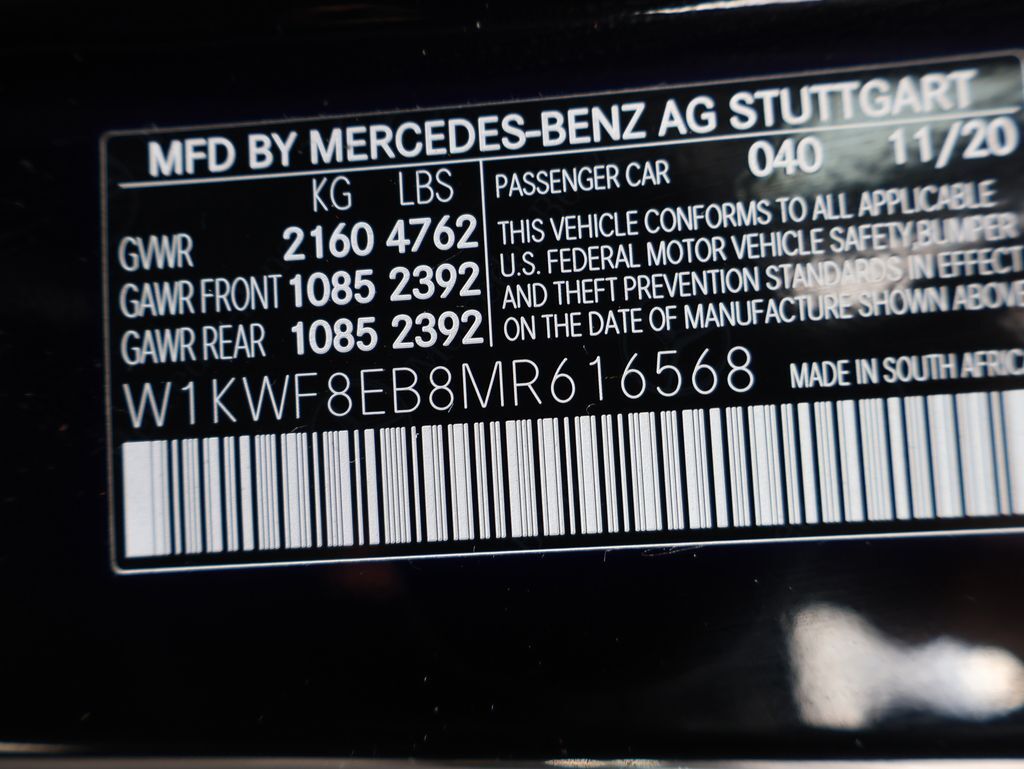 MFD BY MERCEDES-BENZ AG STUTTGART
KG LBS
GWWR 2160 4762
GAWR FRONT 1085 2392
GAWR REAR 1085 2392
PASSENGER CAR 040 11/20
THIS VEHICLE CONFORMS TO ALL APPLICABLE
U.S. FEDERAL MOTOR VEHICLE SAFETY, BUMPER
AND THEFT PREVENTION STANDARDS IN EFFECT
ON THE DATE OF MANUFACTURE SHOWN ABOVE
W1KWF8EB8MR616568 MADE IN SOUTH AFRIC